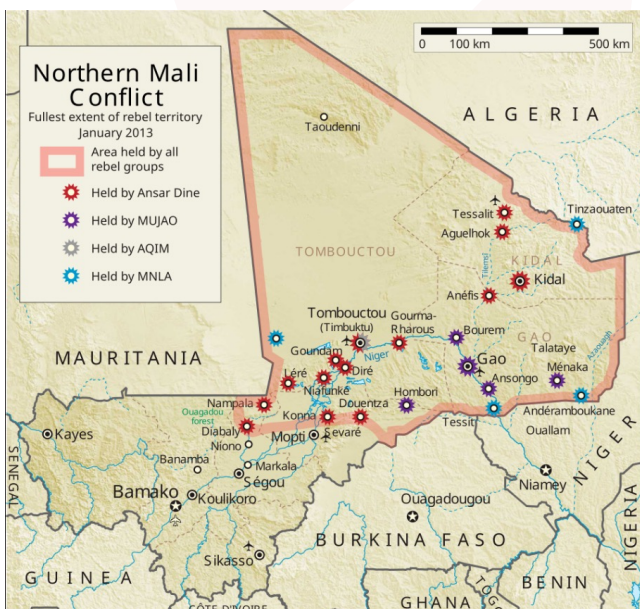 Northern Mali
Conflict
Fullest extent of rebel territory
January 2013
Area held by all
rebel groups
Held by Ansar Dine
Held by MUJAO
Held by AQIM
Held by MNLA
0 100 km 500 km
ALGERIA
Taoudenni
Tessalit
Tinzaouaten
Aguelhok
TOMBOUCTOU
KIDAL
Tilemsi
Kidal
Anéfis
Tombouctou
(Timbuktu)
Gourma-
Rharous
Bourem
GAO
MAURITANIA
Goundam
Niger
Talataye
Azaouagh
Gao
Diré
Ménaka
Léré
Niafunké
Ansongo
Nampala
Hombori
Douentza
Andéramboukane
Ouagadou
forest
Konna
Tessit
Diabaly
Sevaré
Ouallam
Kayes
Mopti
Niono
NIGER
Banamba
Markala
SENEGAL
Ségou
Niamey
Bamako
Koulikoro
Ouagadougou
NIGERIA
BURKINA FASO
Sikasso
GUINEA
BENIN
CÔTE D'IVOIRE
GHANA
TOGO